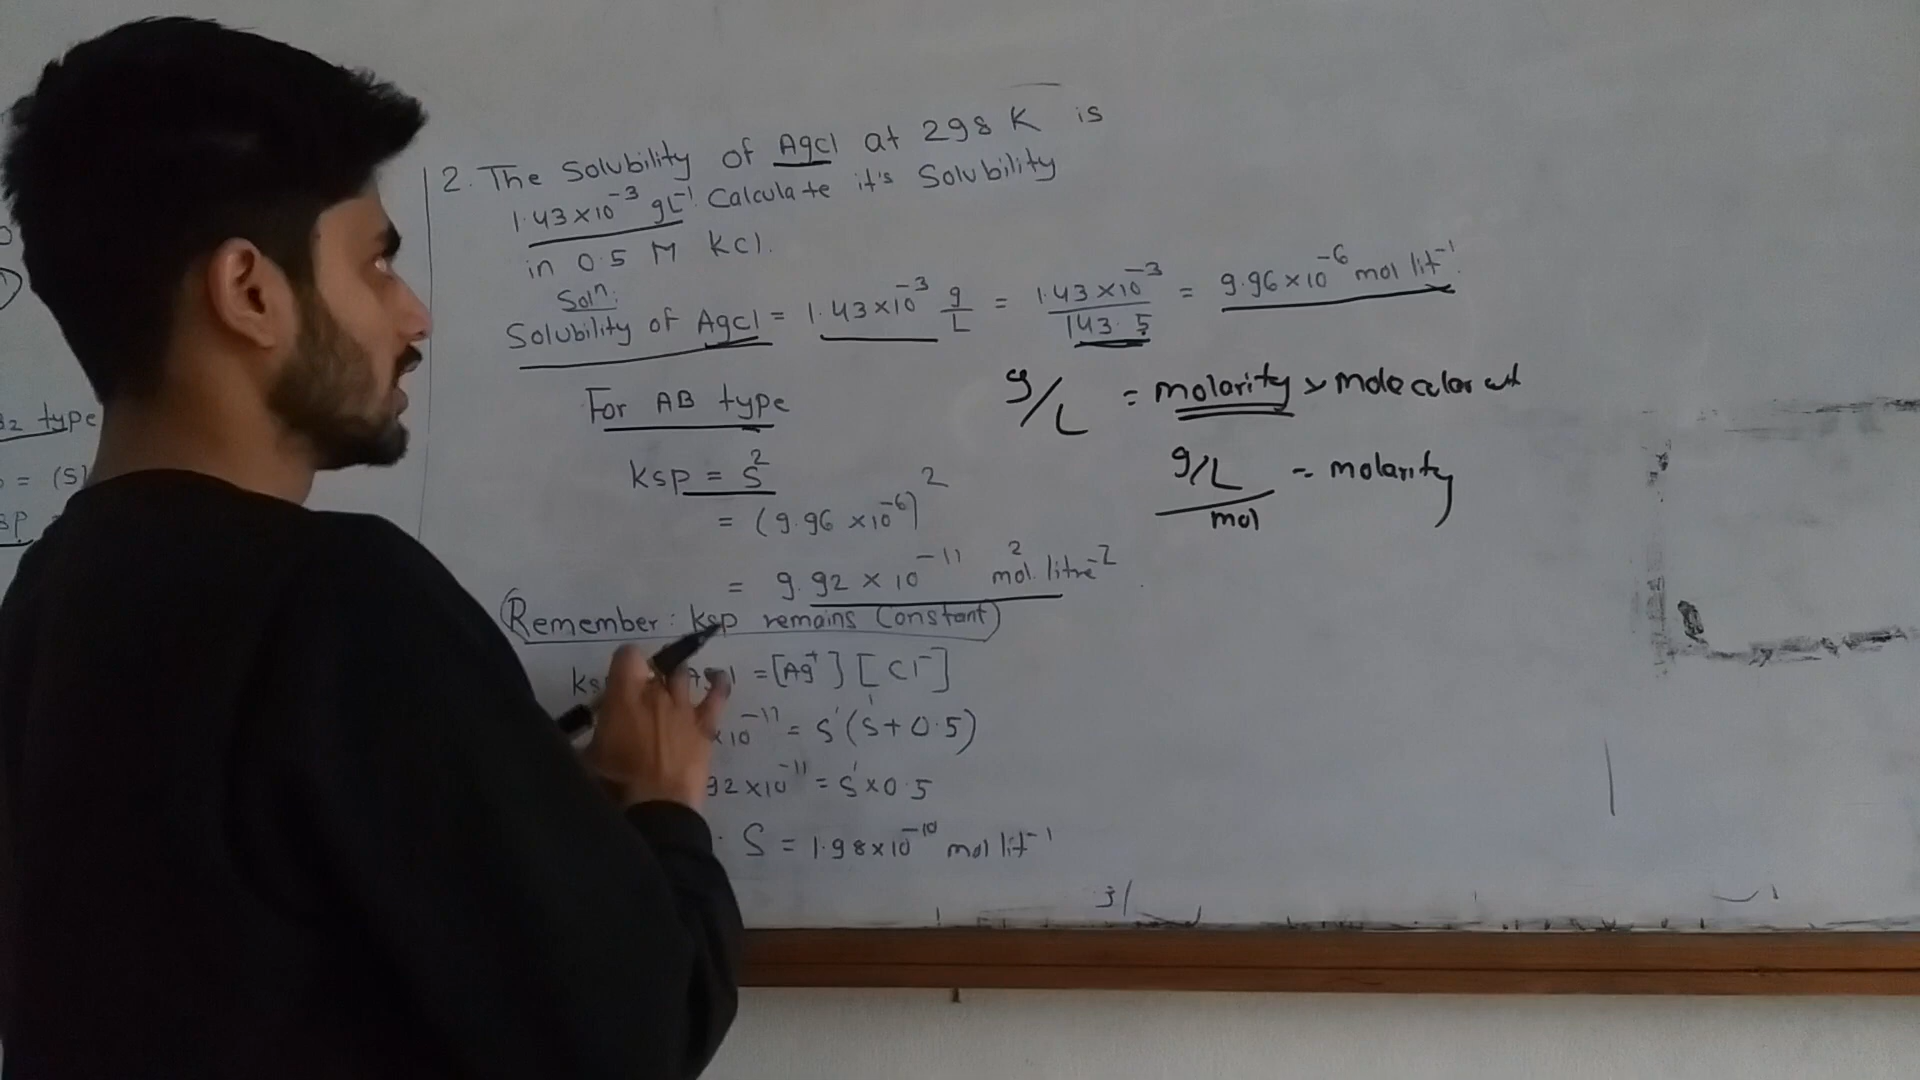 2. The Solubility of AgCl at 298 K is
1.43×10⁻³ gL⁻¹. Calculate it's Solubility
in 0.5 M KCl.
Solⁿ:
Solubility of AgCl = 1.43×10⁻³ g/L = 1.43×10⁻³/143.5 = 9.96×10⁻⁶ mol lit⁻¹.
For AB type
g/L = molarity × molecular wt
Ksp = S²
g/L / mol = molarity
= (9.96×10⁻⁶)²
= 9.92 × 10⁻¹¹ mol² litre⁻²
Remember: Ksp remains Constant
= [Ag⁺] [Cl⁻]
×10⁻¹¹ = S'(S'+0.5)
92×10⁻¹¹ = S'×0.5
S = 1.98×10⁻¹⁰ mol lit⁻¹
type
= (S)